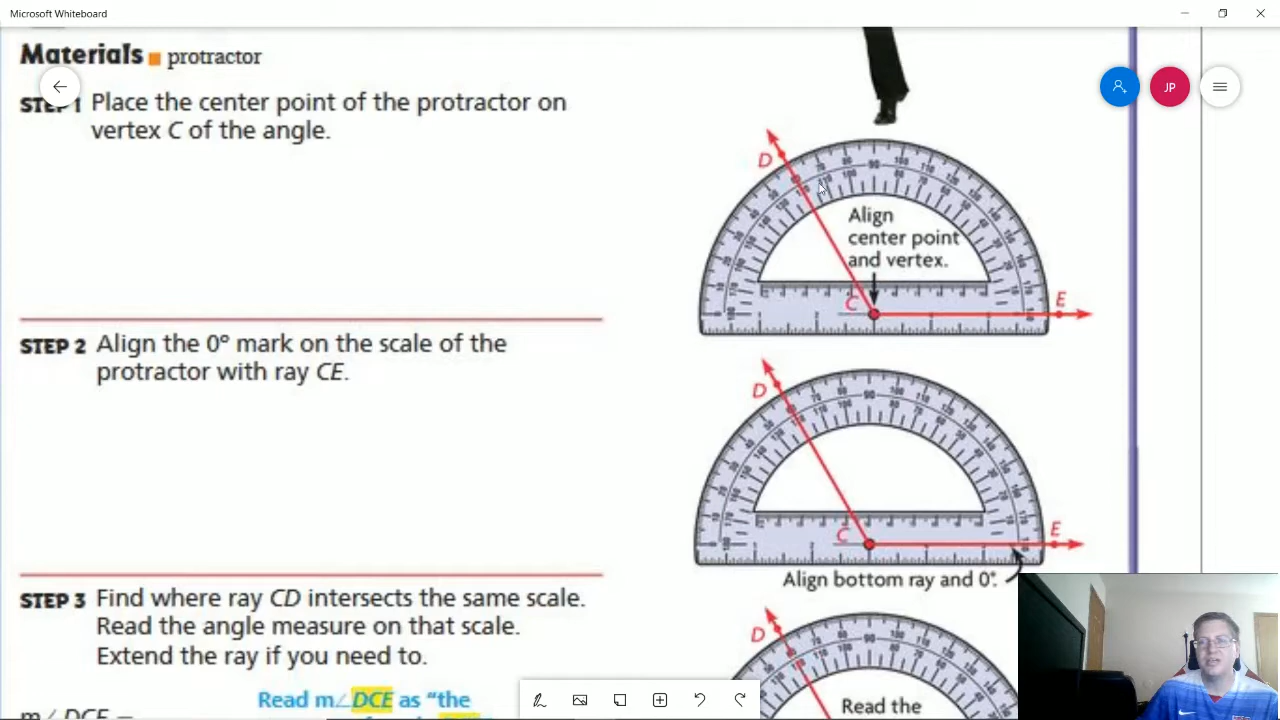 Microsoft Whiteboard
Materials protractor
STEP 1 Place the center point of the protractor on
vertex C of the angle.
JP
D
Align
center point
and vertex.
C
E
STEP 2 Align the 0° mark on the scale of the
protractor with ray CE.
D
C
E
Align bottom ray and 0°.
STEP 3 Find where ray CD intersects the same scale.
Read the angle measure on that scale.
Extend the ray if you need to.
D
Read m∠DCE as “the
Read the
m∠DCE =